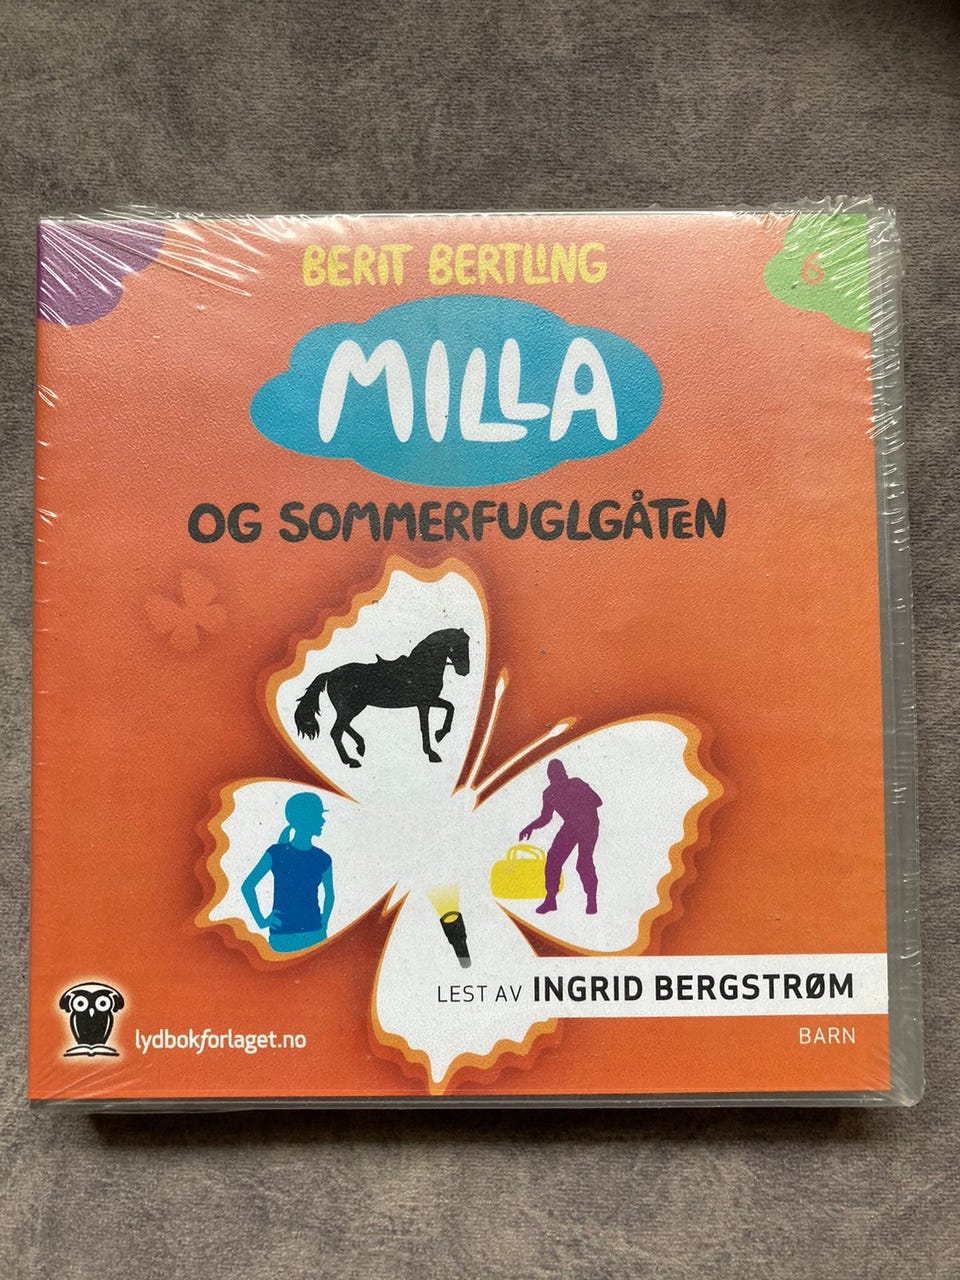 BERIT BERTLING
6
MILLA
OG SOMMERFUGLGÅTEN
LEST AV INGRID BERGSTRØM
lydbokforlaget.no
BARN